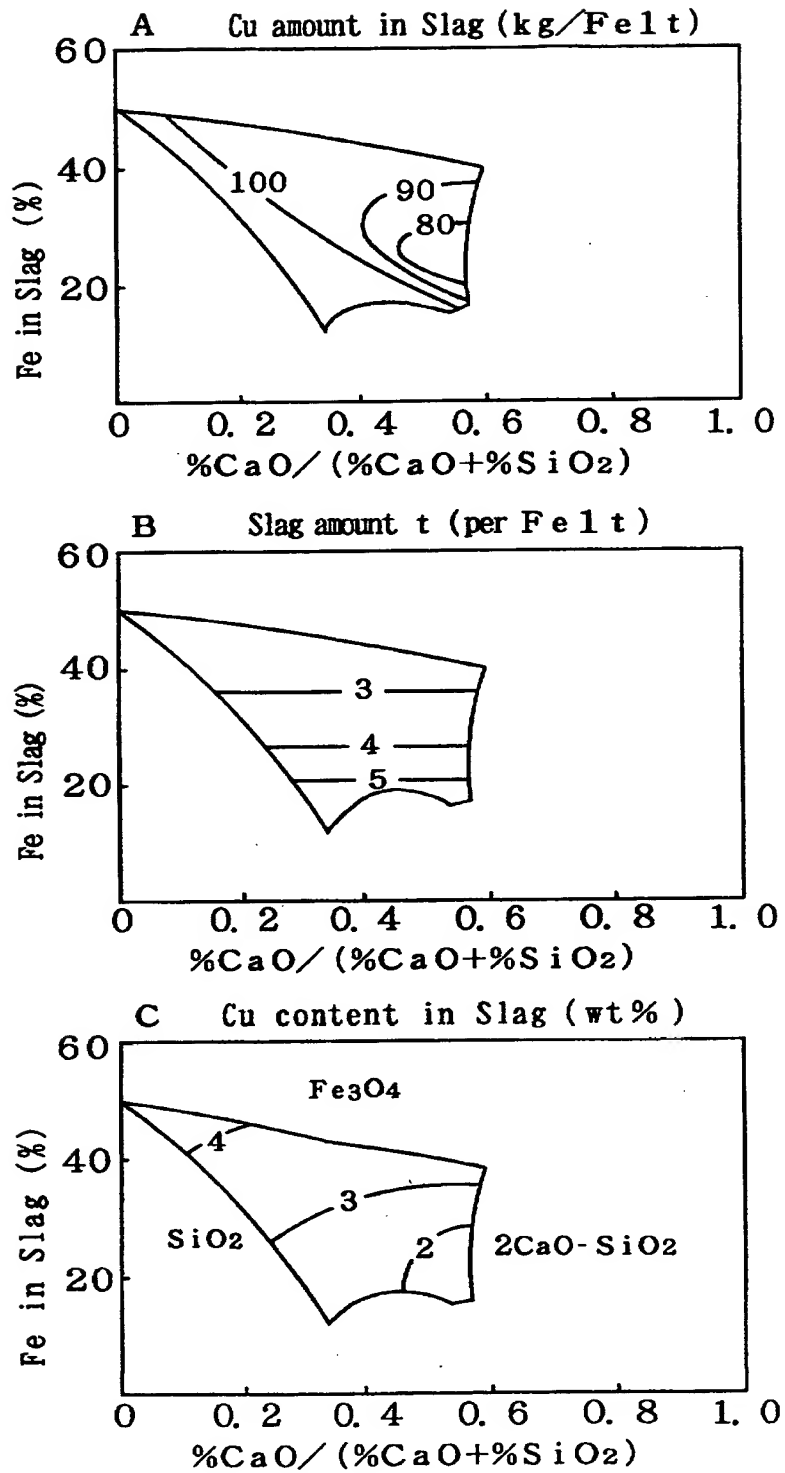 A Cu amount in Slag (kg/Fe1t)
60
40
20
Fe in Slag (%)
100
90
80
0 0.2 0.4 0.6 0.8 1.0
%CaO/(%CaO+%SiO2)
B Slag amount t (per Fe1t)
60
40
20
Fe in Slag (%)
3
4
5
0 0.2 0.4 0.6 0.8 1.0
%CaO/(%CaO+%SiO2)
C Cu content in Slag (wt%)
60
40
20
Fe in Slag (%)
Fe3O4
4
3
SiO2
2
2CaO-SiO2
0 0.2 0.4 0.6 0.8 1.0
%CaO/(%CaO+%SiO2)